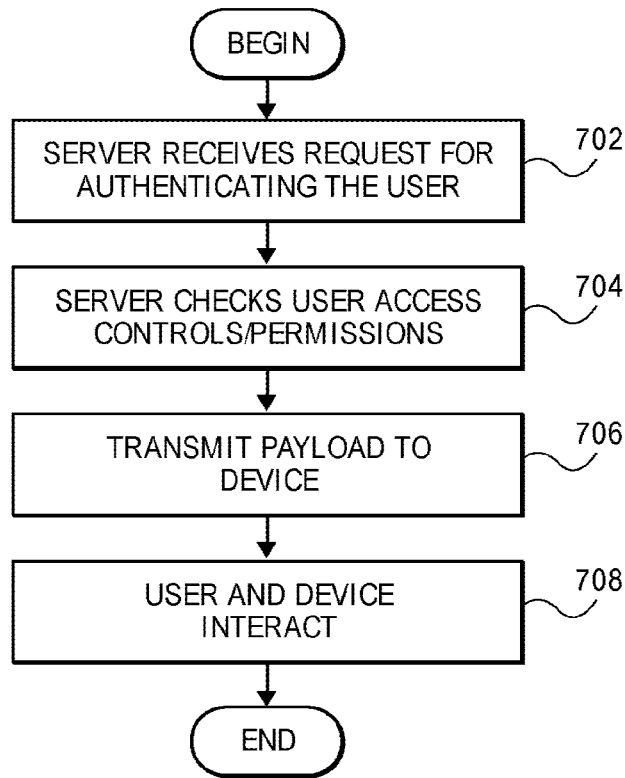 BEGIN
SERVER RECEIVES REQUEST FOR
AUTHENTICATING THE USER
702
SERVER CHECKS USER ACCESS
CONTROLS/PERMISSIONS
704
TRANSMIT PAYLOAD TO
DEVICE
706
USER AND DEVICE
INTERACT
708
END